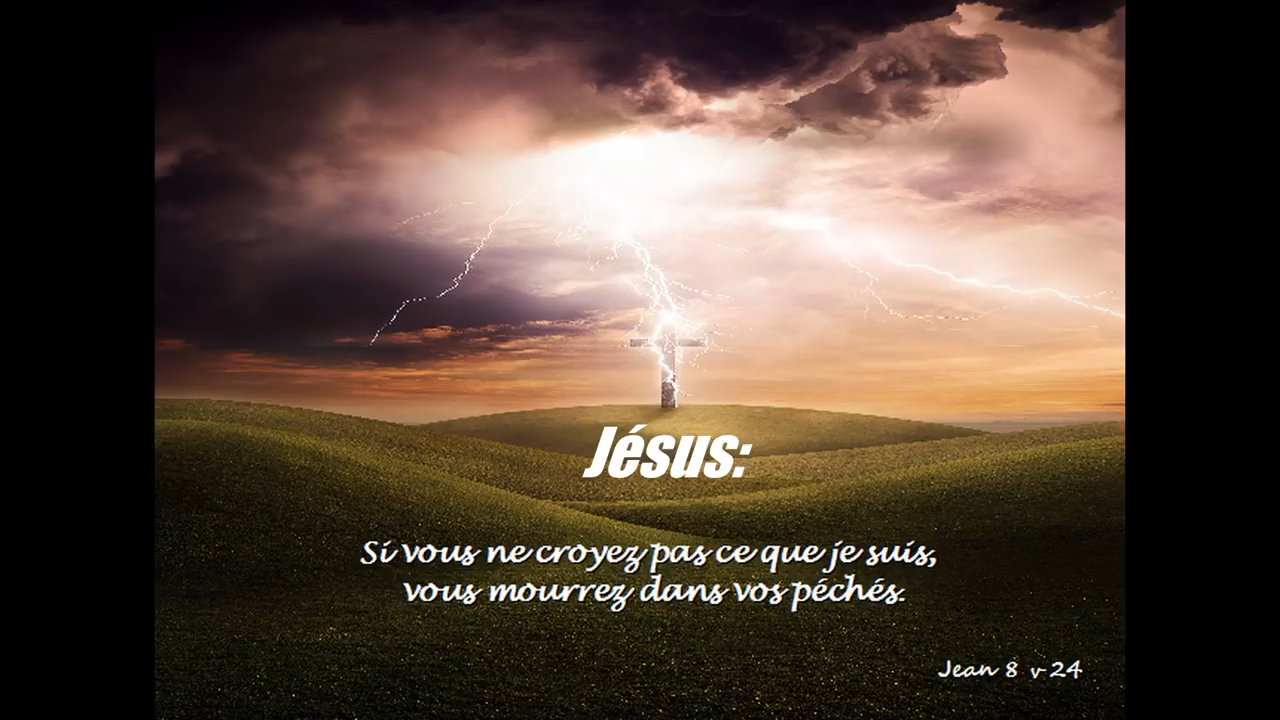 Jésus:
Si vous ne croyez pas ce que je suis,
vous mourrez dans vos péchés.
Jean 8 v 24